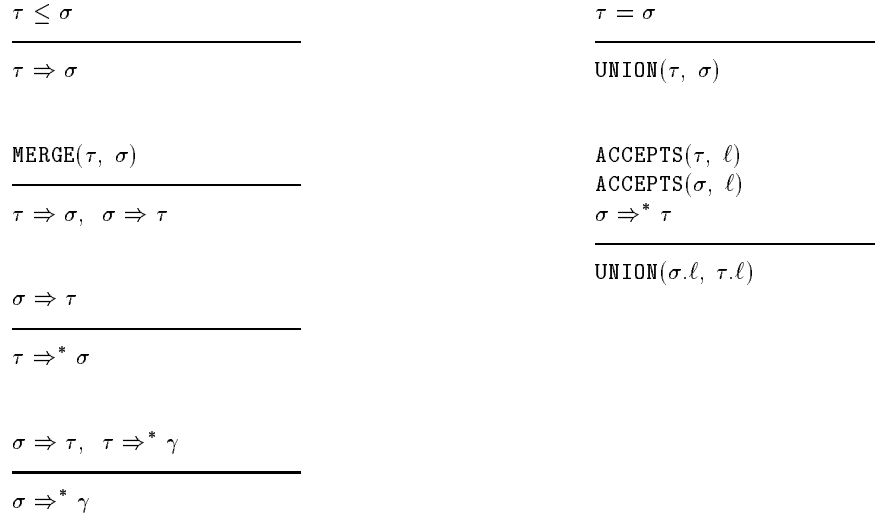 τ ≤ σ
τ ⇒ σ
MERGE(τ, σ)
τ ⇒ σ, σ ⇒ τ
σ ⇒ τ
τ ⇒* σ
σ ⇒ τ, τ ⇒* γ
σ ⇒* γ
τ = σ
UNION(τ, σ)
ACCEPTS(τ, ℓ)
ACCEPTS(σ, ℓ)
σ ⇒* τ
UNION(σ.ℓ, τ.ℓ)